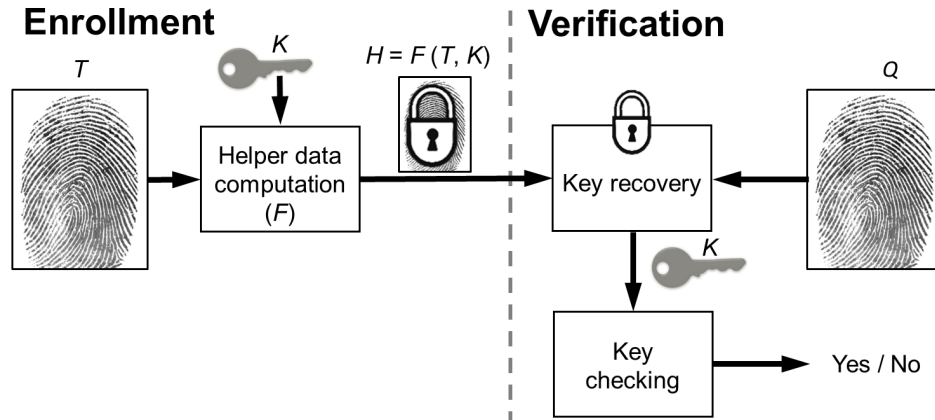 Enrollment
T
K
H = F (T, K)
Helper data
computation
(F)
Verification
Q
Key recovery
K
Key
checking
Yes / No